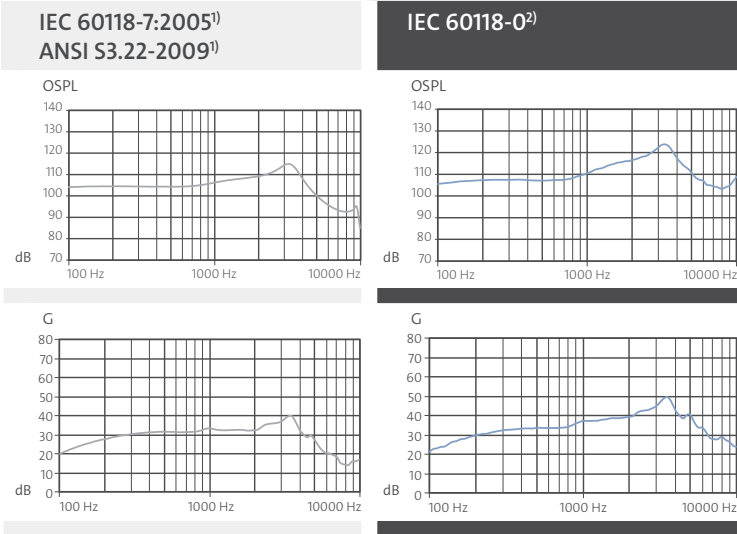 IEC 60118-7:2005¹⁾
ANSI S3.22-2009¹⁾
OSPL
140
130
120
110
100
90
80
70
dB
100 Hz
1000 Hz
10000 Hz
G
80
70
60
50
40
30
20
10
0
dB
100 Hz
1000 Hz
10000 Hz
IEC 60118-0²⁾
OSPL
140
130
120
110
100
90
80
70
dB
100 Hz
1000 Hz
10000 Hz
G
80
70
60
50
40
30
20
10
0
dB
100 Hz
1000 Hz
10000 Hz